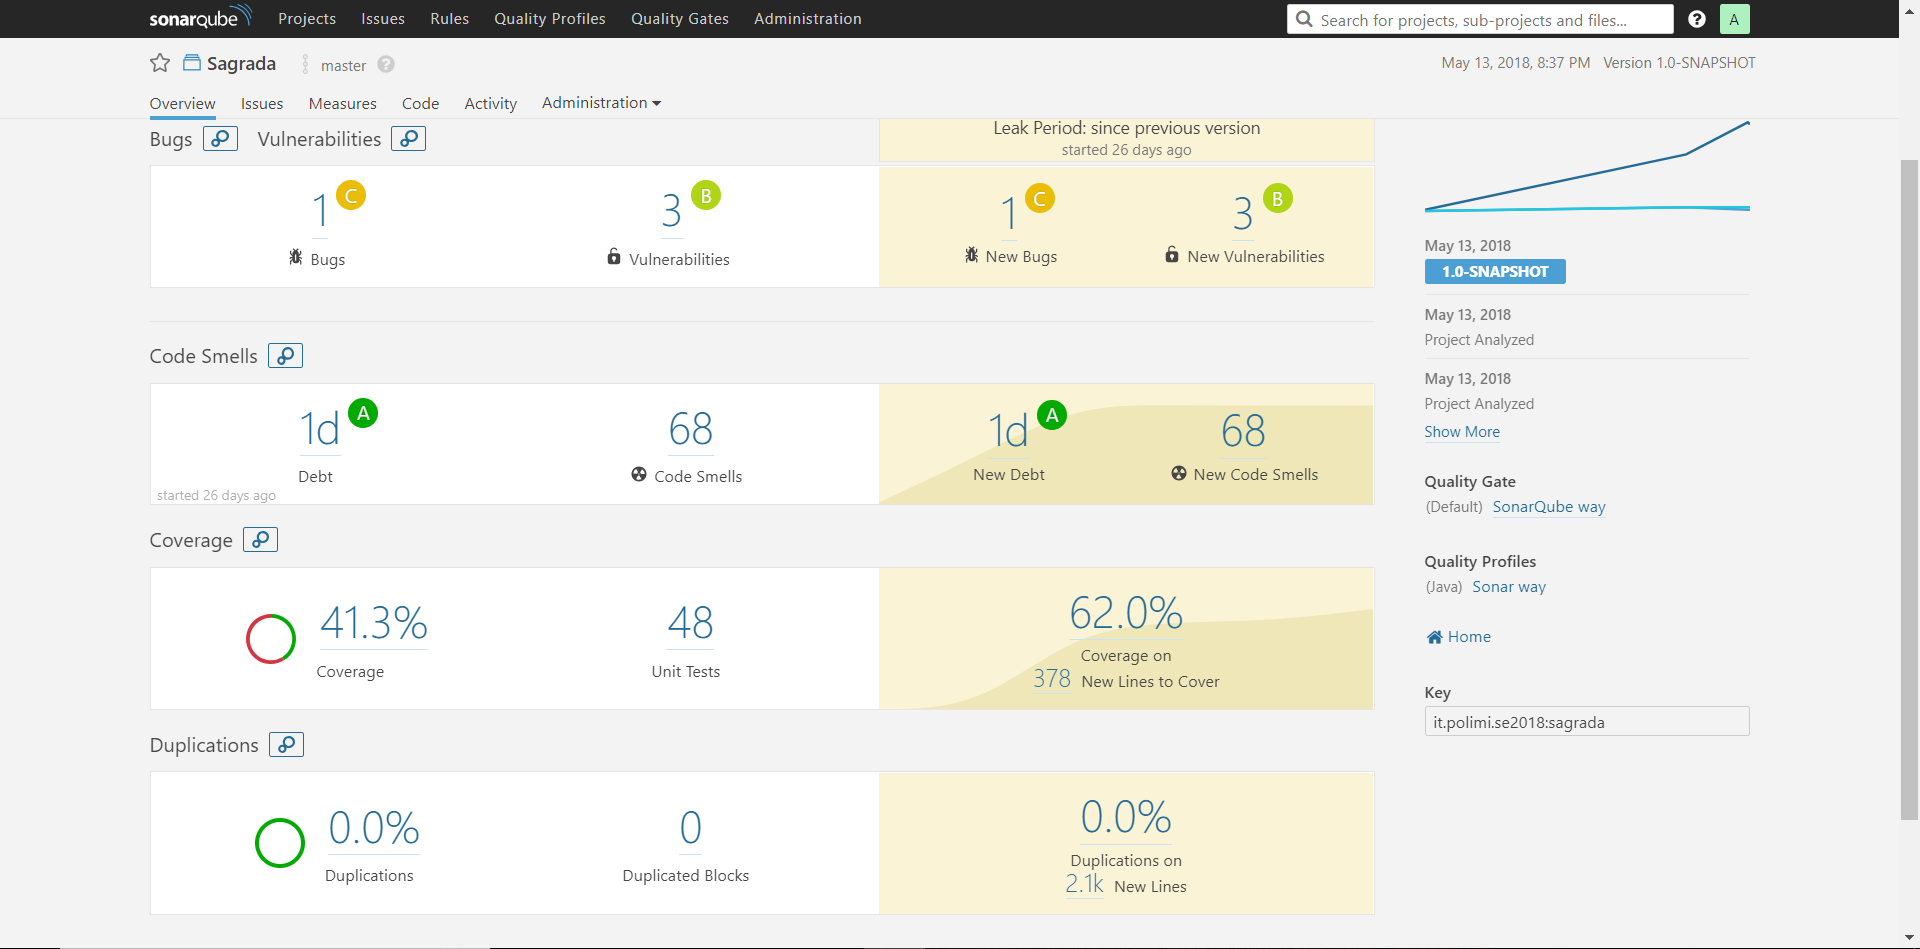 sonarqube Projects Issues Rules Quality Profiles Quality Gates Administration Search for projects, sub-projects and files... ? A
Sagrada master ? May 13, 2018, 8:37 PM Version 1.0-SNAPSHOT
Overview Issues Measures Code Activity Administration
Bugs Vulnerabilities
Leak Period: since previous version
started 26 days ago
1 C 3 B
Bugs Vulnerabilities
1 C 3 B
New Bugs New Vulnerabilities
Code Smells
1d A 68
Debt Code Smells
started 26 days ago
1d A 68
New Debt New Code Smells
Coverage
41.3% 48
Coverage Unit Tests
62.0%
Coverage on
378 New Lines to Cover
Duplications
0.0% 0
Duplications Duplicated Blocks
0.0%
Duplications on
2.1k New Lines
May 13, 2018
1.0-SNAPSHOT
May 13, 2018
Project Analyzed
May 13, 2018
Project Analyzed
Show More
Quality Gate
(Default) SonarQube way
Quality Profiles
(Java) Sonar way
Home
Key
it.polimi.se2018:sagrada